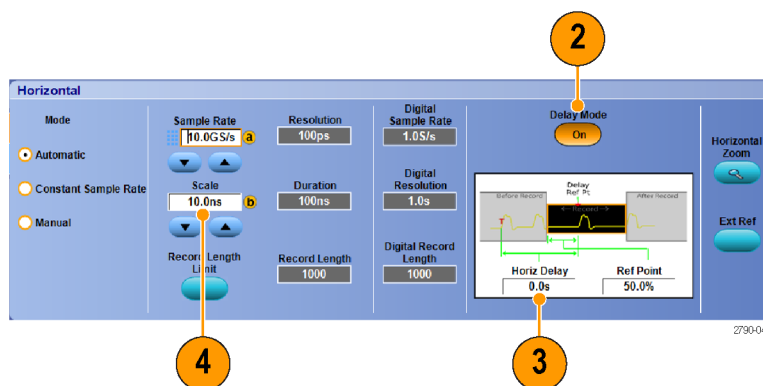 2
Horizontal
Mode
Automatic
Constant Sample Rate
Manual
Sample Rate
10.0GS/s
a
Scale
10.0ns
b
Record Length
Limit
Resolution
100ps
Duration
100ns
Record Length
1000
Digital
Sample Rate
1.0S/s
Digital
Resolution
1.0s
Digital Record
Length
1000
Delay Mode
On
Before Record
Delay
Ref Pt
After Record
<-- Record -->
T
Horiz Delay
0.0s
Ref Point
50.0%
Horizontal
Zoom
Ext Ref
2790-04
4
3